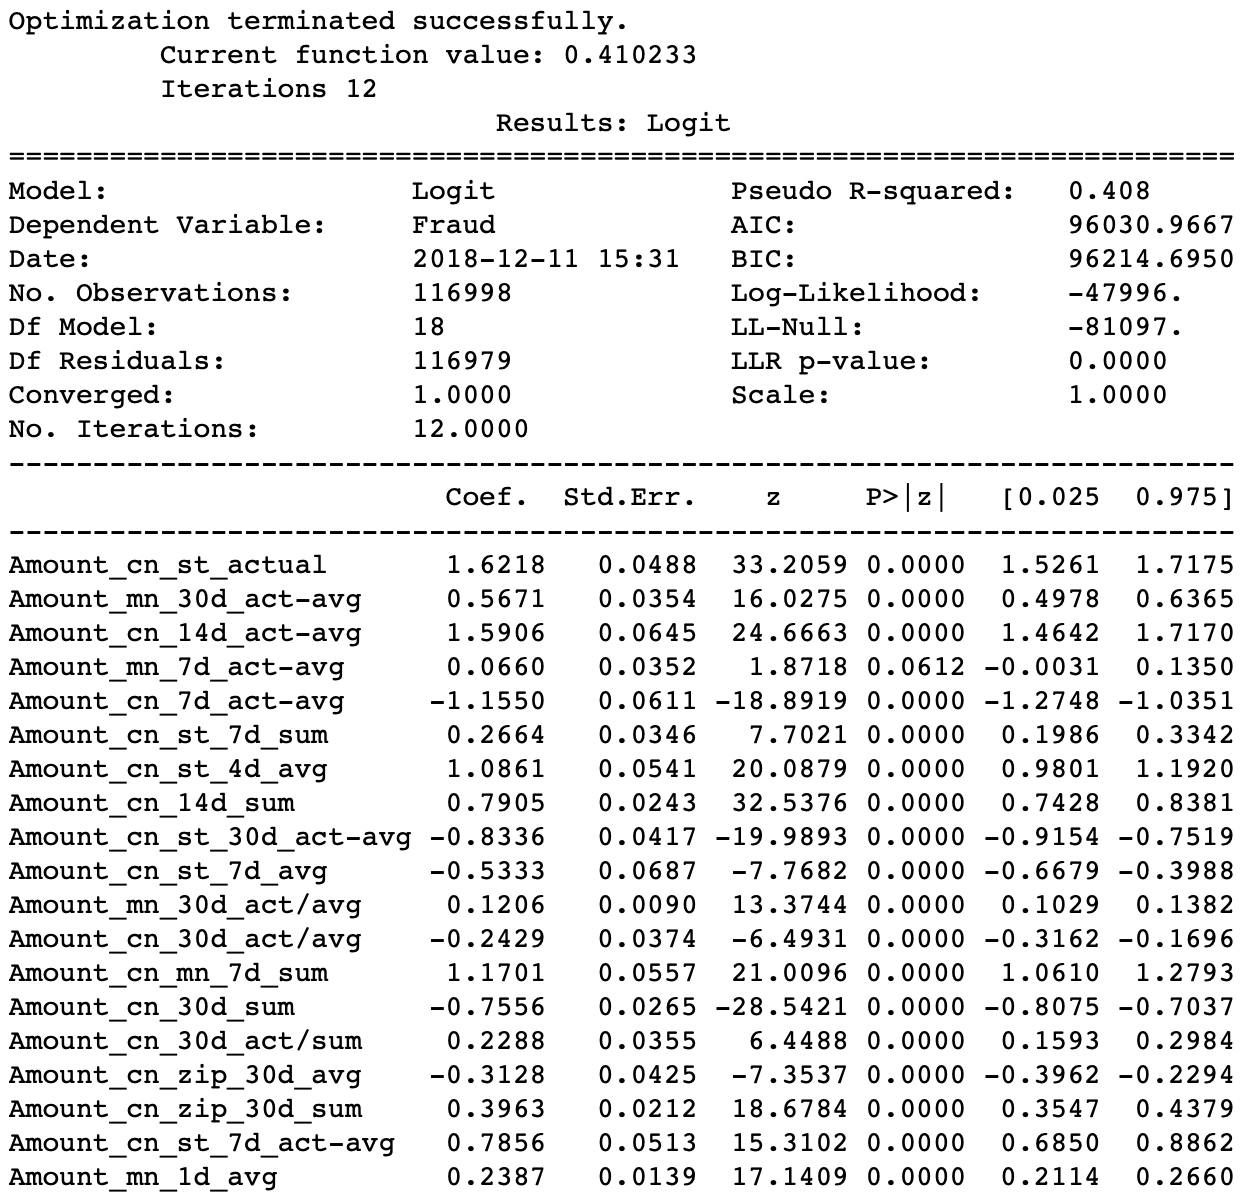 Optimization terminated successfully.
         Current function value: 0.410233
         Iterations 12
                             Results: Logit
=========================================================================
Model:                  Logit              Pseudo R-squared:   0.408
Dependent Variable:     Fraud              AIC:                96030.9667
Date:                   2018-12-11 15:31   BIC:                96214.6950
No. Observations:       116998             Log-Likelihood:     -47996.
Df Model:               18                 LL-Null:            -81097.
Df Residuals:           116979             LLR p-value:        0.0000
Converged:              1.0000             Scale:              1.0000
No. Iterations:         12.0000
-------------------------------------------------------------------------
                          Coef.  Std.Err.    z     P>|z|   [0.025  0.975]
-------------------------------------------------------------------------
Amount_cn_st_actual       1.6218   0.0488  33.2059 0.0000  1.5261  1.7175
Amount_mn_30d_act-avg     0.5671   0.0354  16.0275 0.0000  0.4978  0.6365
Amount_cn_14d_act-avg     1.5906   0.0645  24.6663 0.0000  1.4642  1.7170
Amount_mn_7d_act-avg      0.0660   0.0352   1.8718 0.0612 -0.0031  0.1350
Amount_cn_7d_act-avg     -1.1550   0.0611 -18.8919 0.0000 -1.2748 -1.0351
Amount_cn_st_7d_sum       0.2664   0.0346   7.7021 0.0000  0.1986  0.3342
Amount_cn_st_4d_avg       1.0861   0.0541  20.0879 0.0000  0.9801  1.1920
Amount_cn_14d_sum         0.7905   0.0243  32.5376 0.0000  0.7428  0.8381
Amount_cn_st_30d_act-avg -0.8336   0.0417 -19.9893 0.0000 -0.9154 -0.7519
Amount_cn_st_7d_avg      -0.5333   0.0687  -7.7682 0.0000 -0.6679 -0.3988
Amount_mn_30d_act/avg     0.1206   0.0090  13.3744 0.0000  0.1029  0.1382
Amount_cn_30d_act/avg    -0.2429   0.0374  -6.4931 0.0000 -0.3162 -0.1696
Amount_cn_mn_7d_sum       1.1701   0.0557  21.0096 0.0000  1.0610  1.2793
Amount_cn_30d_sum        -0.7556   0.0265 -28.5421 0.0000 -0.8075 -0.7037
Amount_cn_30d_act/sum     0.2288   0.0355   6.4488 0.0000  0.1593  0.2984
Amount_cn_zip_30d_avg    -0.3128   0.0425  -7.3537 0.0000 -0.3962 -0.2294
Amount_cn_zip_30d_sum     0.3963   0.0212  18.6784 0.0000  0.3547  0.4379
Amount_cn_st_7d_act-avg   0.7856   0.0513  15.3102 0.0000  0.6850  0.8862
Amount_mn_1d_avg          0.2387   0.0139  17.1409 0.0000  0.2114  0.2660